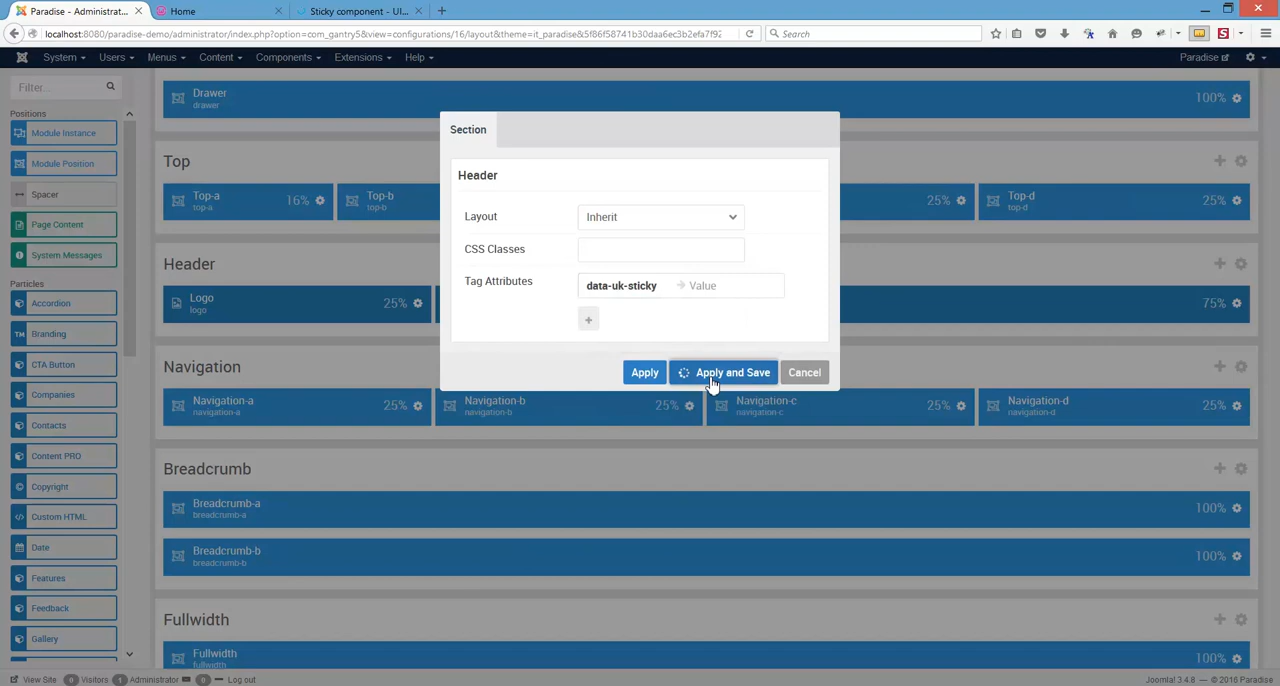 Paradise - Administrat...
Home
Sticky component - UI...
localhost:8080/paradise-demo/administrator/index.php?option=com_gantry5&view=configurations/16/layout&theme=it_paradise&5f86f58741b30daa6ec3b2efa7f92
Search
System
Users
Menus
Content
Components
Extensions
Help
Paradise
Filter...
Positions
Module Instance
Module Position
Spacer
Page Content
System Messages
Particles
Accordion
Branding
CTA Button
Companies
Contacts
Content PRO
Copyright
Custom HTML
Date
Features
Feedback
Gallery
Drawer
drawer
100%
Top
Top-a
top-a
16%
Top-b
top-b
25%
Top-d
top-d
25%
Header
Logo
logo
25%
75%
Navigation
Navigation-a
navigation-a
25%
Navigation-b
navigation-b
25%
Navigation-c
navigation-c
25%
Navigation-d
navigation-d
25%
Breadcrumb
Breadcrumb-a
breadcrumb-a
100%
Breadcrumb-b
breadcrumb-b
100%
Fullwidth
Fullwidth
fullwidth
100%
Section
Header
Layout
Inherit
CSS Classes
Tag Attributes
data-uk-sticky
Value
Apply
Apply and Save
Cancel
View Site
0 Visitors
1 Administrator
0
Log out
Joomla! 3.4.8 — © 2016 Paradise